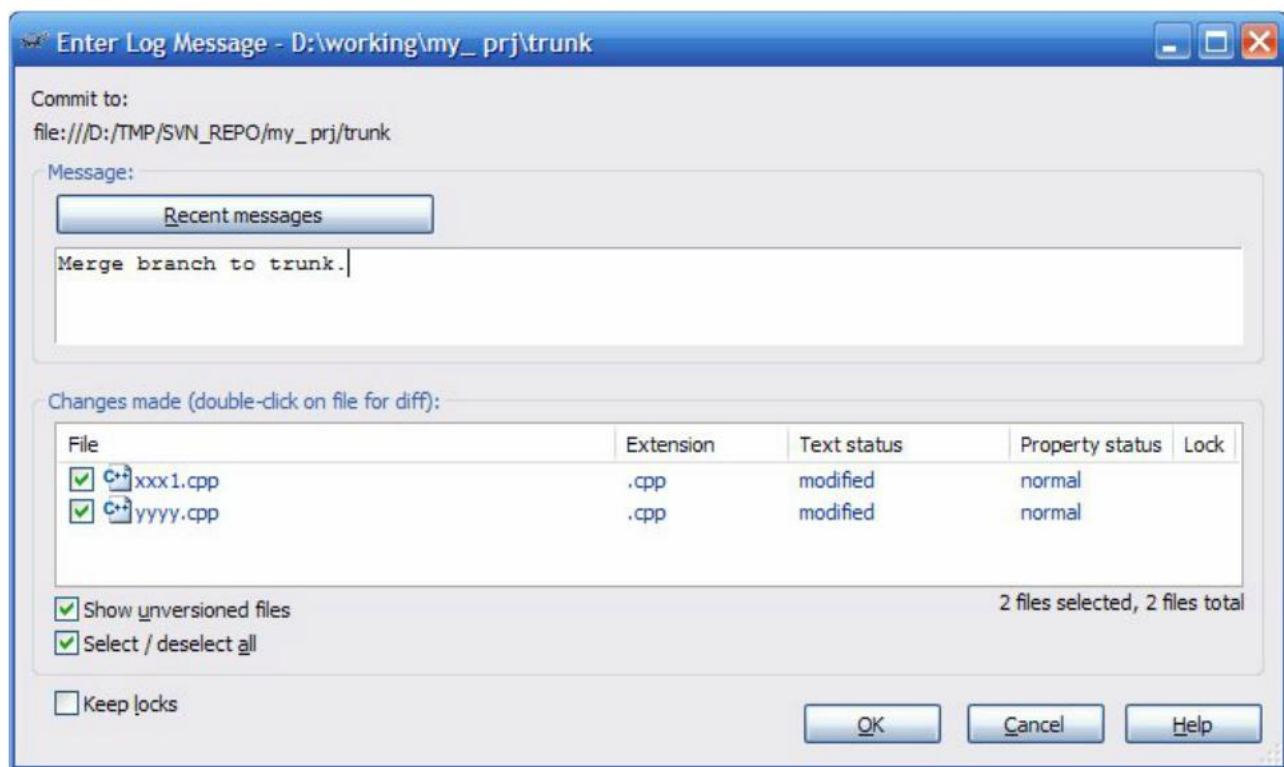 Enter Log Message - D:\working\my_ prj\trunk
Commit to:
file:///D:/TMP/SVN_REPO/my_ prj/trunk
Message:
Recent messages
Merge branch to trunk.
Changes made (double-click on file for diff):
File Extension Text status Property status Lock
C++ xxx1.cpp .cpp modified normal
C++ yyyy.cpp .cpp modified normal
2 files selected, 2 files total
Show unversioned files
Select / deselect all
Keep locks
OK Cancel Help